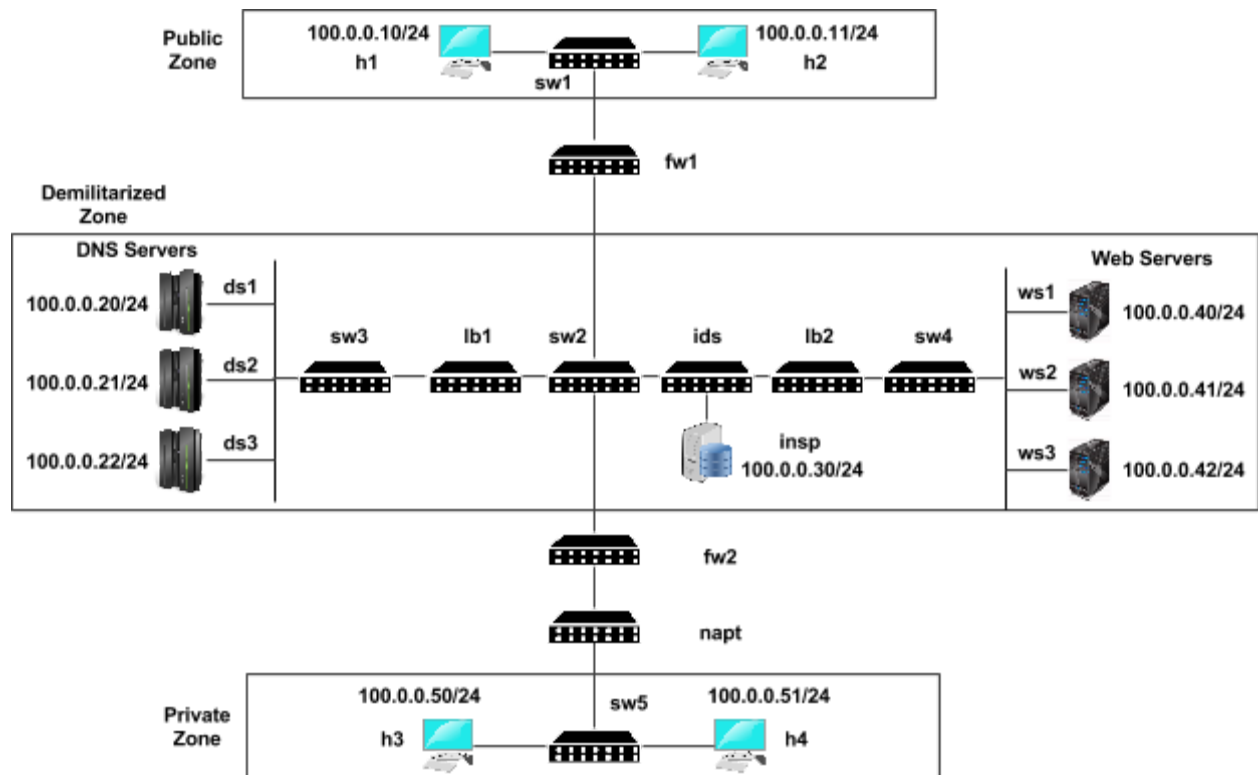 Public
Zone
100.0.0.10/24
h1
sw1
100.0.0.11/24
h2
fw1
Demilitarized
Zone
DNS Servers
ds1
100.0.0.20/24
ds2
100.0.0.21/24
ds3
100.0.0.22/24
sw3
lb1
sw2
ids
lb2
sw4
insp
100.0.0.30/24
Web Servers
ws1
100.0.0.40/24
ws2
100.0.0.41/24
ws3
100.0.0.42/24
fw2
napt
Private
Zone
100.0.0.50/24
h3
sw5
100.0.0.51/24
h4